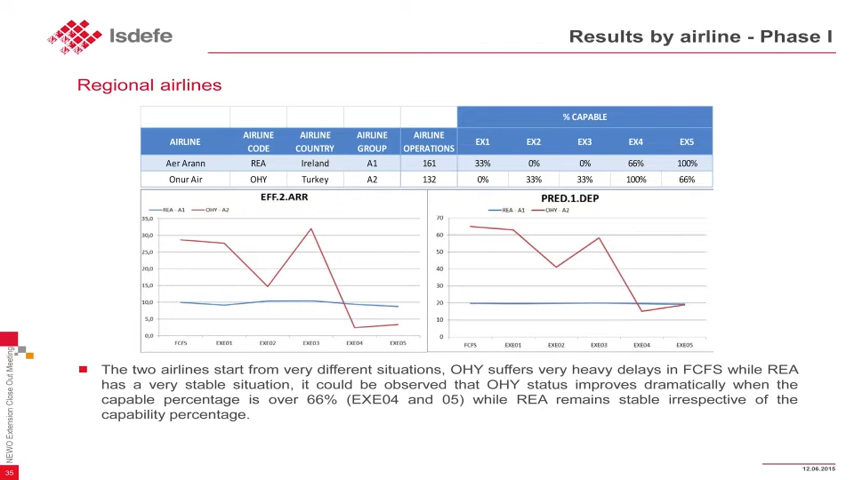 Isdefe
Results by airline - Phase I
Regional airlines
% CAPABLE
AIRLINE AIRLINE CODE AIRLINE COUNTRY AIRLINE GROUP AIRLINE OPERATIONS EX1 EX2 EX3 EX4 EX5
Aer Arann REA Ireland A1 161 33% 0% 0% 66% 100%
Onur Air OHY Turkey A2 132 0% 33% 33% 100% 66%
EFF.2.ARR
REA - A1 OHY - A2
35,0
30,0
25,0
20,0
15,0
10,0
5,0
0,0
FCFS EXE01 EXE02 EXE03 EXE04 EXE05
PRED.1.DEP
REA - A1 OHY - A2
70
60
50
40
30
20
10
0
FCFS EXE01 EXE02 EXE03 EXE04 EXE05
The two airlines start from very different situations, OHY suffers very heavy delays in FCFS while REA
has a very stable situation, it could be observed that OHY status improves dramatically when the
capable percentage is over 66% (EXE04 and 05) while REA remains stable irrespective of the
capability percentage.
NEWO Extension Close Out Meeting
35
12.06.2015